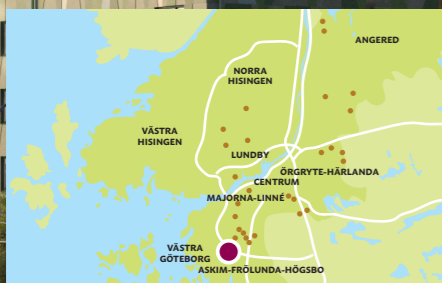 ANGERED
NORRA
HISINGEN
VÄSTRA
HISINGEN
LUNDBY
ÖRGRYTE-HÄRLANDA
CENTRUM
MAJORNA-LINNÉ
VÄSTRA
GÖTEBORG
ASKIM-FRÖLUNDA-HÖGSBO